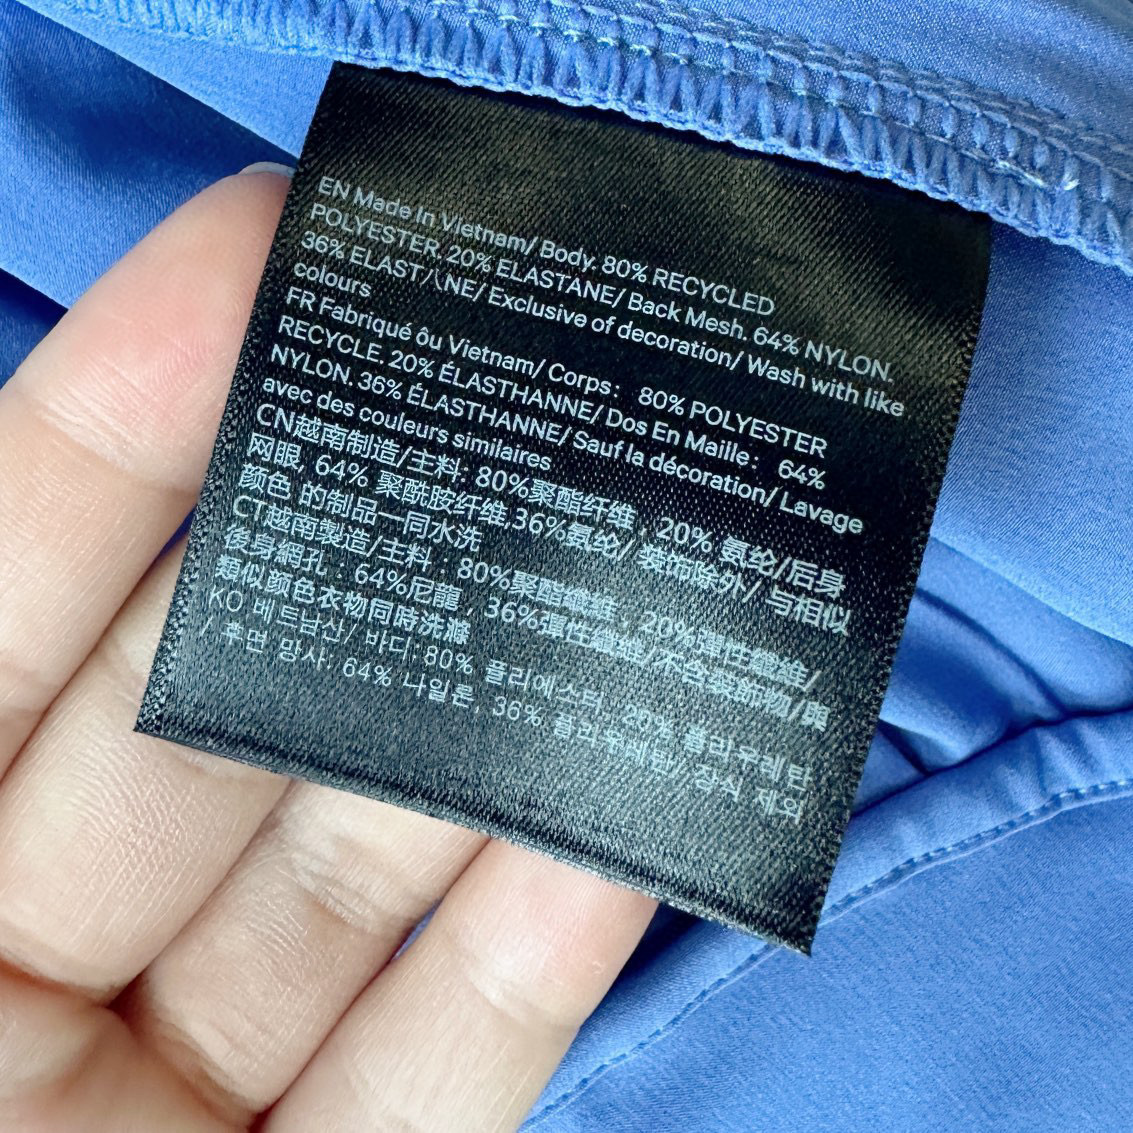 EN Made In Vietnam/ Body. 80% RECYCLED
POLYESTER. 20% ELASTANE/ Back Mesh. 64% NYLON.
36% ELAST/\NE/ Exclusive of decoration/ Wash with like
colours
FR Fabriqué ôu Vietnam/ Corps: 80% POLYESTER
RECYCLE. 20% ÉLASTHANNE/ Dos En Maille: 64%
NYLON. 36% ÉLASTHANNE/ Sauf la décoration/ Lavage
avec des couleurs similaires
CN越南制造/主料: 80%聚酯纤维, 20% 氨纶/后身
网眼, 64% 聚酰胺纤维,36%氨纶/ 装饰除外/ 与相似
颜色 的制品一同水洗
CT越南製造/主料: 80%聚酯纖維, 20%彈性纖維/
後身網孔: 64%尼龍, 36%彈性纖維/不含裝飾物/與
類似颜色衣物同時洗滌
KO 베트남산/ 바디: 80% 폴리에스터, 20% 폴리우레탄
/ 후면 망사: 64% 나일론, 36% 폴리우레탄/ 장식 제외